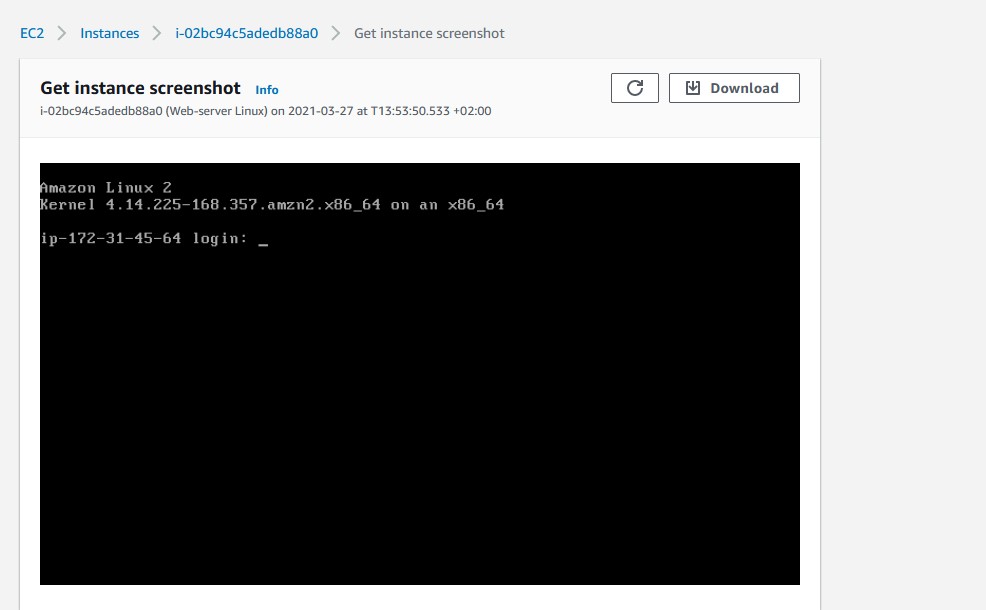 EC2 > Instances > i-02bc94c5adedb88a0 > Get instance screenshot
Get instance screenshot Info
Download
i-02bc94c5adedb88a0 (Web-server Linux) on 2021-03-27 at T13:53:50.533 +02:00
Amazon Linux 2
Kernel 4.14.225-168.357.amzn2.x86_64 on an x86_64
ip-172-31-45-64 login: _